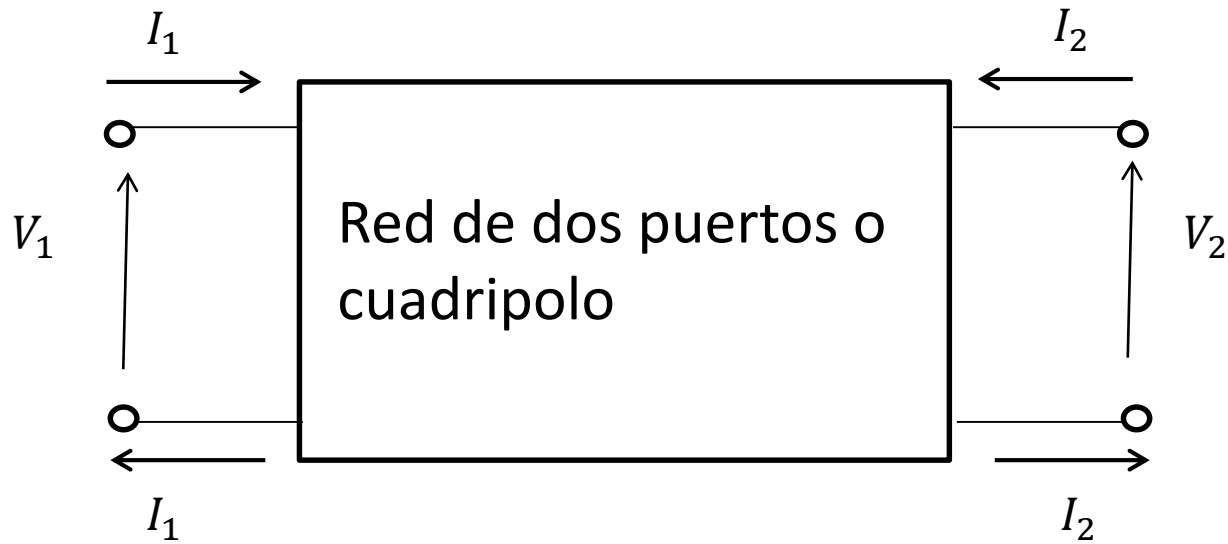 I₁
I₂
V₁
Red de dos puertos o
cuadripolo
V₂
I₁
I₂